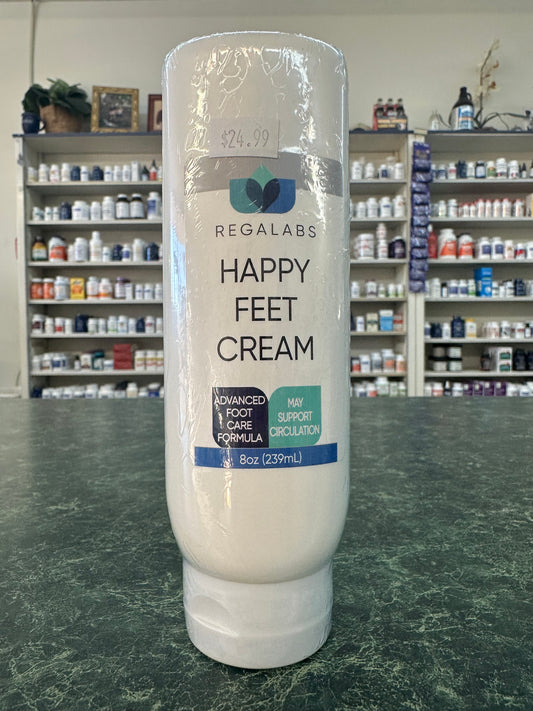 $24.99
REGALABS
HAPPY
FEET
CREAM
ADVANCED
FOOT
CARE
FORMULA
MAY
SUPPORT
CIRCULATION
8oz (239mL)